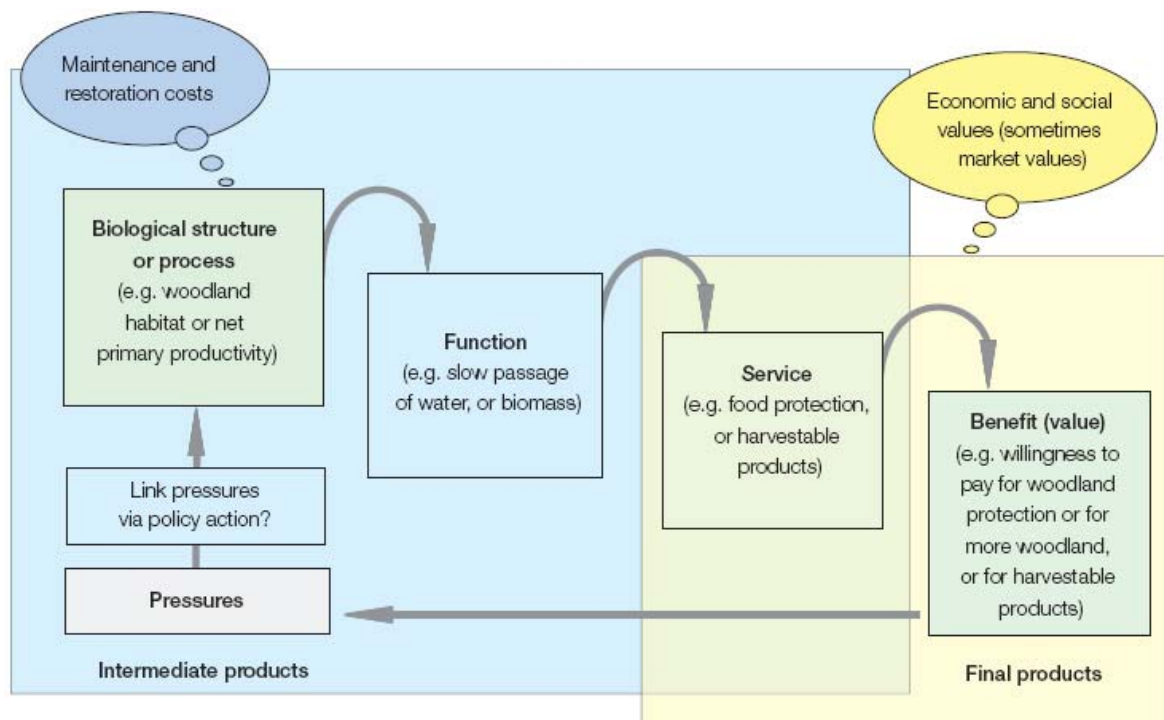 Maintenance and
restoration costs
Economic and social
values (sometimes
market values)
Biological structure
or process
(e.g. woodland
habitat or net
primary productivity)
Function
(e.g. slow passage
of water, or biomass)
Service
(e.g. food protection,
or harvestable
products)
Benefit (value)
(e.g. willingness to
pay for woodland
protection or for
more woodland,
or for harvestable
products)
Link pressures
via policy action?
Pressures
Intermediate products
Final products